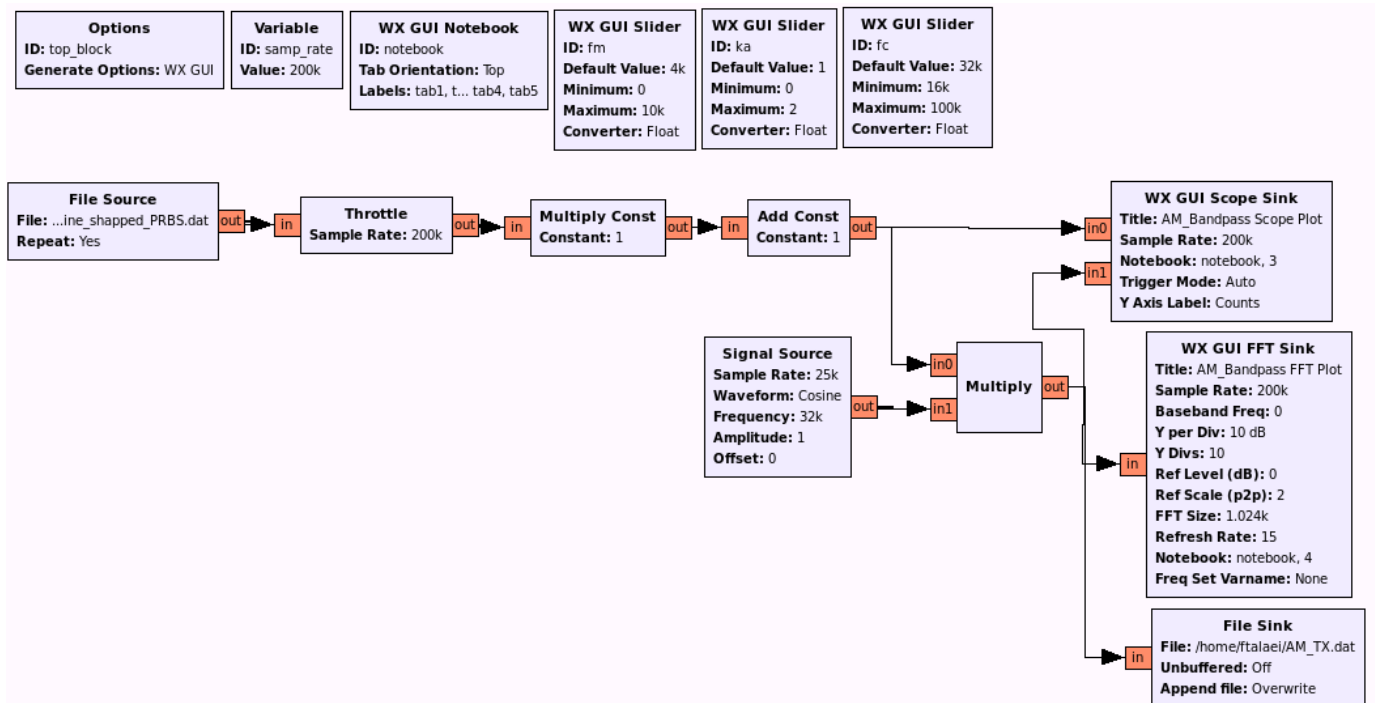 Options
ID: top_block
Generate Options: WX GUI
Variable
ID: samp_rate
Value: 200k
WX GUI Notebook
ID: notebook
Tab Orientation: Top
Labels: tab1, t... tab4, tab5
WX GUI Slider
ID: fm
Default Value: 4k
Minimum: 0
Maximum: 10k
Converter: Float
WX GUI Slider
ID: ka
Default Value: 1
Minimum: 0
Maximum: 2
Converter: Float
WX GUI Slider
ID: fc
Default Value: 32k
Minimum: 16k
Maximum: 100k
Converter: Float
File Source
File: ...ine_shapped_PRBS.dat
Repeat: Yes
out
in
Throttle
Sample Rate: 200k
out
in
Multiply Const
Constant: 1
out
in
Add Const
Constant: 1
out
in0
in1
WX GUI Scope Sink
Title: AM_Bandpass Scope Plot
Sample Rate: 200k
Notebook: notebook, 3
Trigger Mode: Auto
Y Axis Label: Counts
Signal Source
Sample Rate: 25k
Waveform: Cosine
Frequency: 32k
Amplitude: 1
Offset: 0
out
in0
in1
Multiply
out
in
WX GUI FFT Sink
Title: AM_Bandpass FFT Plot
Sample Rate: 200k
Baseband Freq: 0
Y per Div: 10 dB
Y Divs: 10
Ref Level (dB): 0
Ref Scale (p2p): 2
FFT Size: 1.024k
Refresh Rate: 15
Notebook: notebook, 4
Freq Set Varname: None
in
File Sink
File: /home/ftalaei/AM_TX.dat
Unbuffered: Off
Append file: Overwrite